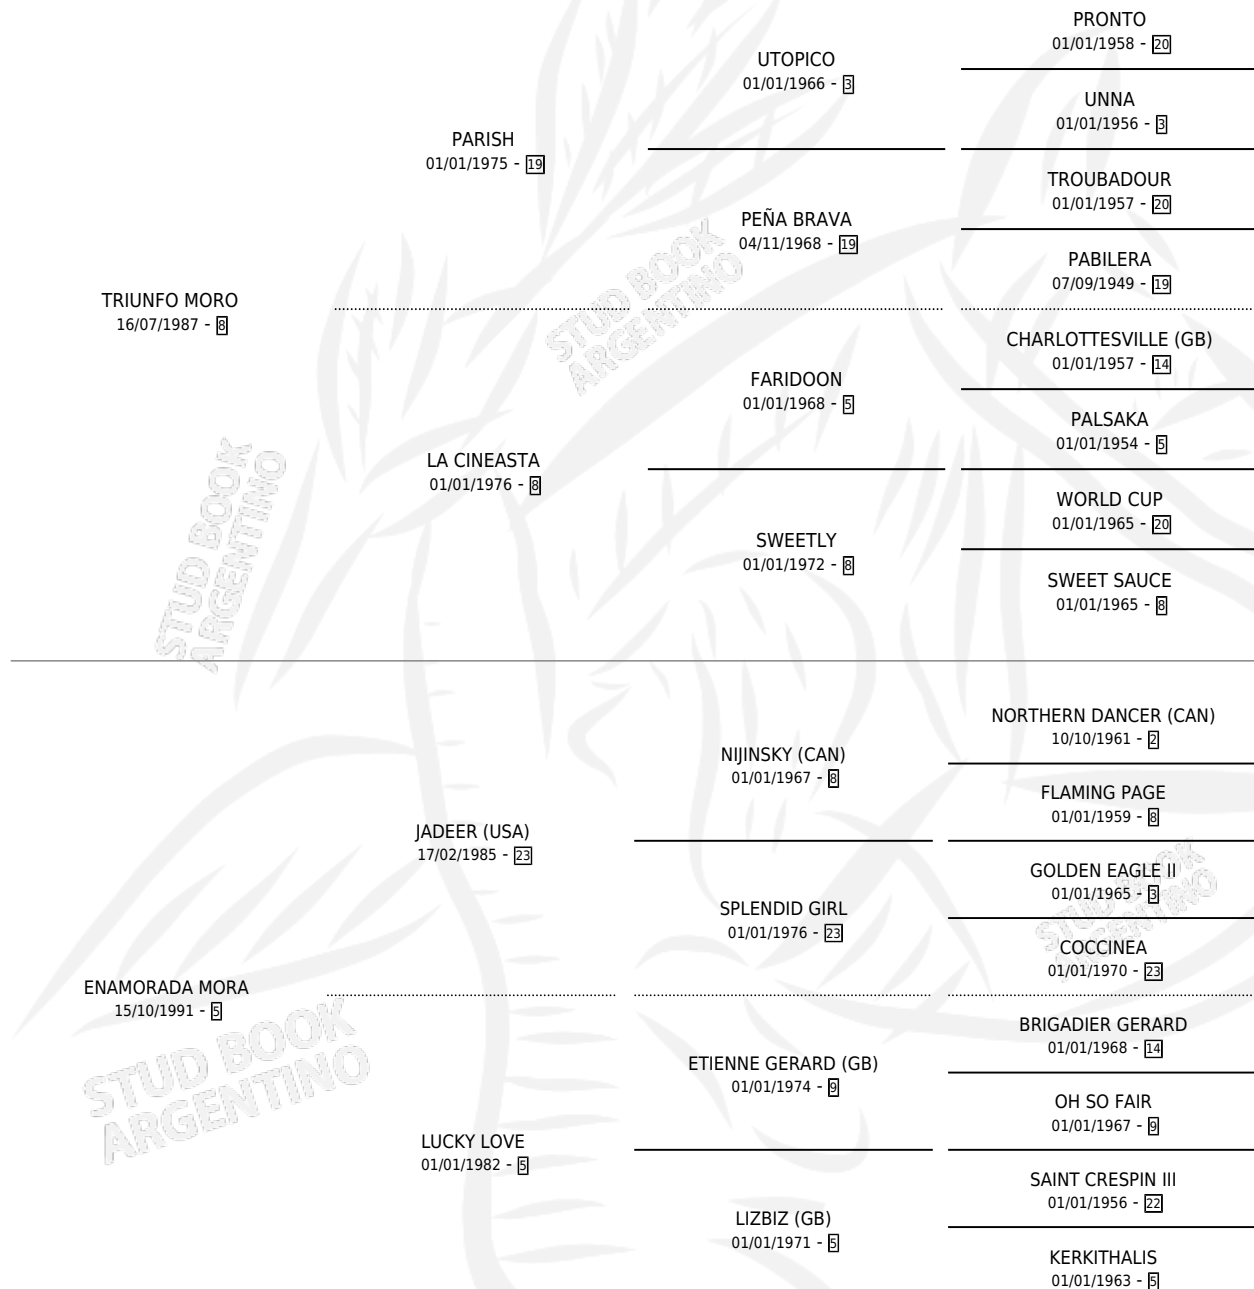 TRIUNFO MORO
16/07/1987 - 8
PARISH
01/01/1975 - 19
LA CINEASTA
01/01/1976 - 8
UTOPICO
01/01/1966 - 3
PEÑA BRAVA
04/11/1968 - 19
FARIDOON
01/01/1968 - 5
SWEETLY
01/01/1972 - 8
PRONTO
01/01/1958 - 20
UNNA
01/01/1956 - 3
TROUBADOUR
01/01/1957 - 20
PABILERA
07/09/1949 - 19
CHARLOTTESVILLE (GB)
01/01/1957 - 14
PALSAKA
01/01/1954 - 5
WORLD CUP
01/01/1965 - 20
SWEET SAUCE
01/01/1965 - 8
STUD BOOK
ARGENTINO
STUD BOOK
ARGENTINO
ENAMORADA MORA
15/10/1991 - 5
JADEER (USA)
17/02/1985 - 23
LUCKY LOVE
01/01/1982 - 5
NIJINSKY (CAN)
01/01/1967 - 8
SPLENDID GIRL
01/01/1976 - 23
ETIENNE GERARD (GB)
01/01/1974 - 9
LIZBIZ (GB)
01/01/1971 - 5
NORTHERN DANCER (CAN)
10/10/1961 - 2
FLAMING PAGE
01/01/1959 - 8
GOLDEN EAGLE II
01/01/1965 - 3
COCCINEA
01/01/1970 - 23
BRIGADIER GERARD
01/01/1968 - 14
OH SO FAIR
01/01/1967 - 9
SAINT CRESPIN III
01/01/1956 - 22
KERKITHALIS
01/01/1963 - 5
STUD BOOK
ARGENTINO
STUD BOOK
ARGENTINO